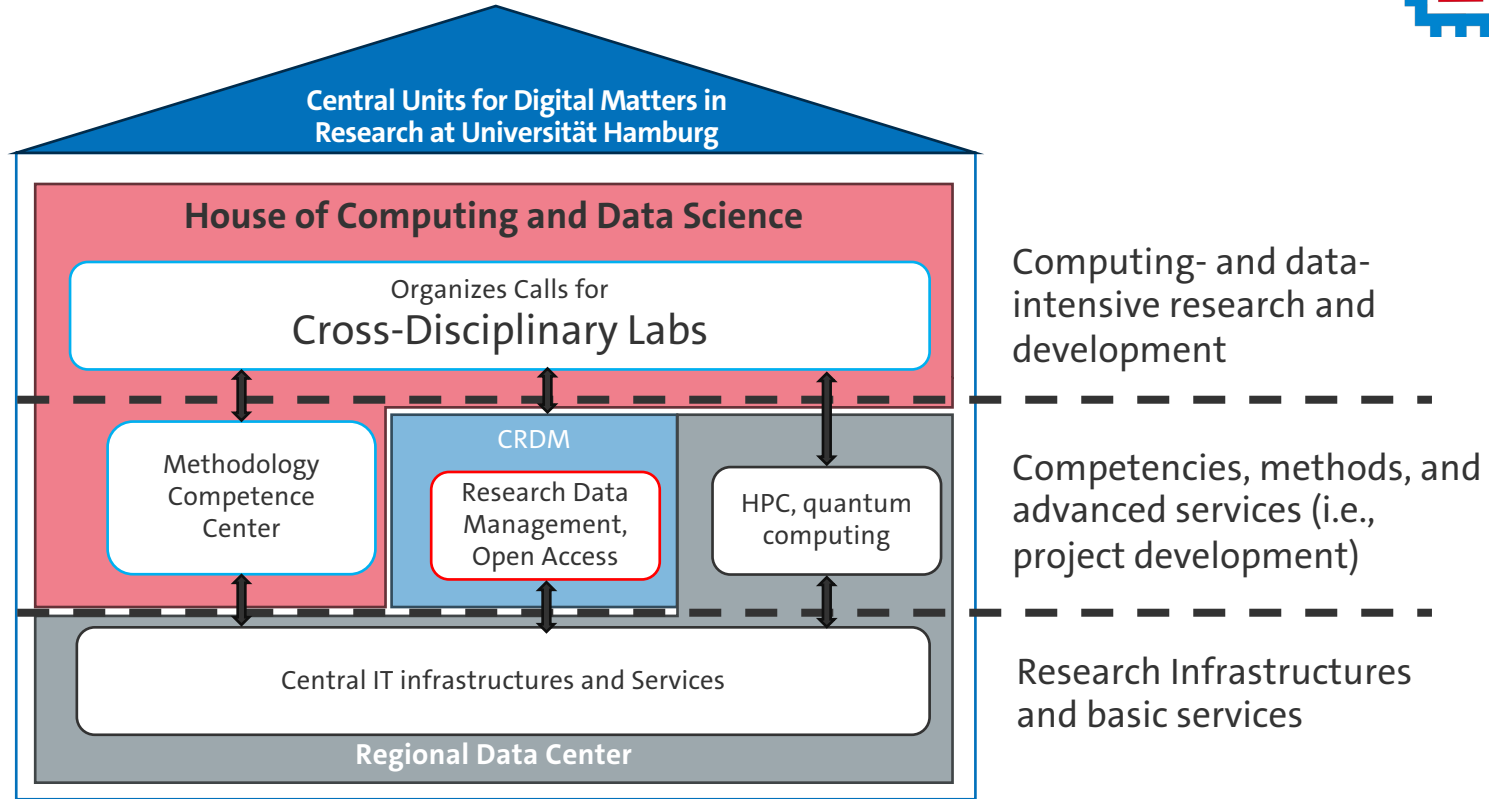 Central Units for Digital Matters in
Research at Universität Hamburg
House of Computing and Data Science
Organizes Calls for
Cross-Disciplinary Labs
Computing- and data-
intensive research and
development
Methodology
Competence
Center
CRDM
Research Data
Management,
Open Access
HPC, quantum
computing
Competencies, methods, and
advanced services (i.e.,
project development)
Central IT infrastructures and Services
Regional Data Center
Research Infrastructures
and basic services